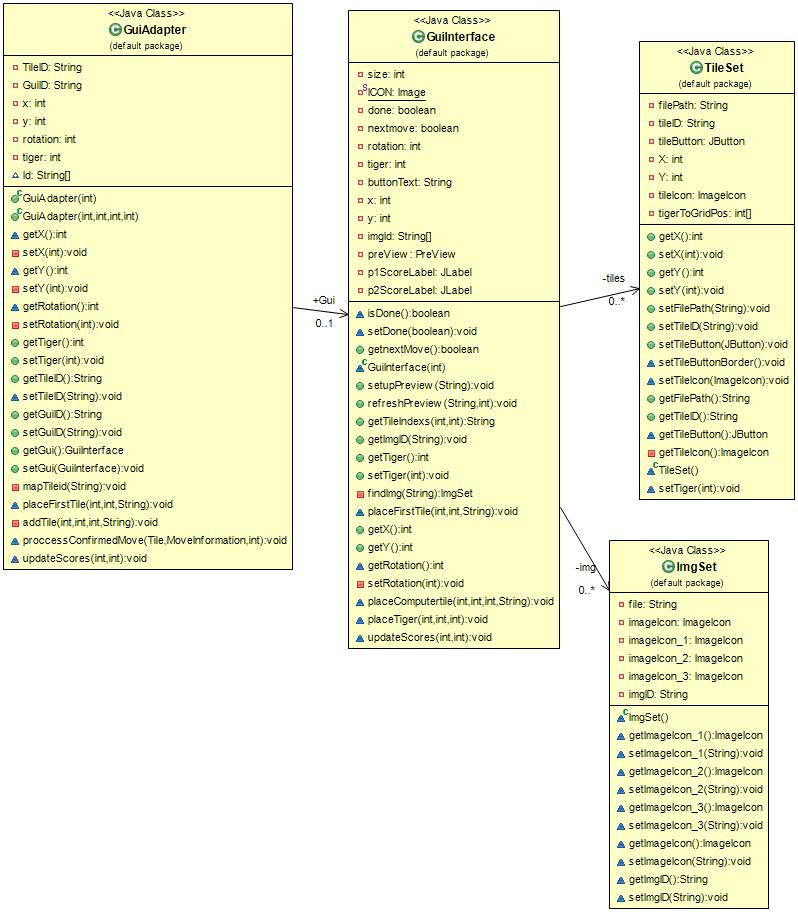 <<Java Class>>
GuiAdapter
(default package)
TileID: String
GuiID: String
x: int
y: int
rotation: int
tiger: int
Id: String[]
GuiAdapter(int)
GuiAdapter(int,int,int,int)
getX():int
setX(int):void
getY():int
setY(int):void
getRotation():int
setRotation(int):void
getTiger():int
setTiger(int):void
getTileID():String
setTileID(String):void
getGuiID():String
setGuiID(String):void
getGui():GuiInterface
setGui(GuiInterface):void
mapTileid(String):void
placeFirstTile(int,int,String):void
addTile(int,int,int,String):void
proccessConfirmedMove(Tile,MoveInformation,int):void
updateScores(int,int):void
+Gui
0..1
<<Java Class>>
GuiInterface
(default package)
size: int
S
ICON: Image
done: boolean
nextmove: boolean
rotation: int
tiger: int
buttonText: String
x: int
y: int
imgId: String[]
preView: PreView
p1ScoreLabel: JLabel
p2ScoreLabel: JLabel
isDone():boolean
setDone(boolean):void
getnextMove():boolean
GuiInterface(int)
setupPreview(String):void
refreshPreview(String,int):void
getTileIndexs(int,int):String
getImgID(String):void
getTiger():int
setTiger(int):void
findImg(String):ImgSet
placeFirstTile(int,int,String):void
getX():int
getY():int
getRotation():int
setRotation(int):void
placeComputertile(int,int,int,String):void
placeTiger(int,int,int):void
updateScores(int,int):void
-tiles
0..*
<<Java Class>>
TileSet
(default package)
filePath: String
tileID: String
tileButton: JButton
X: int
Y: int
tileIcon: ImageIcon
tigerToGridPos: int[]
getX():int
setX(int):void
getY():int
setY(int):void
setFilePath(String):void
setTileID(String):void
setTileButton(JButton):void
setTileButtonBorder():void
setTileIcon(ImageIcon):void
getFilePath():String
getTileID():String
getTileButton():JButton
getTileIcon():ImageIcon
TileSet()
setTiger(int):void
-img
0..*
<<Java Class>>
ImgSet
(default package)
file: String
imageIcon: ImageIcon
imageIcon_1: ImageIcon
imageIcon_2: ImageIcon
imageIcon_3: ImageIcon
imgID: String
ImgSet()
getImageIcon_1():ImageIcon
setImageIcon_1(String):void
getImageIcon_2():ImageIcon
setImageIcon_2(String):void
getImageIcon_3():ImageIcon
setImageIcon_3(String):void
getImageIcon():ImageIcon
setImageIcon(String):void
getImgID():String
setImgID(String):void